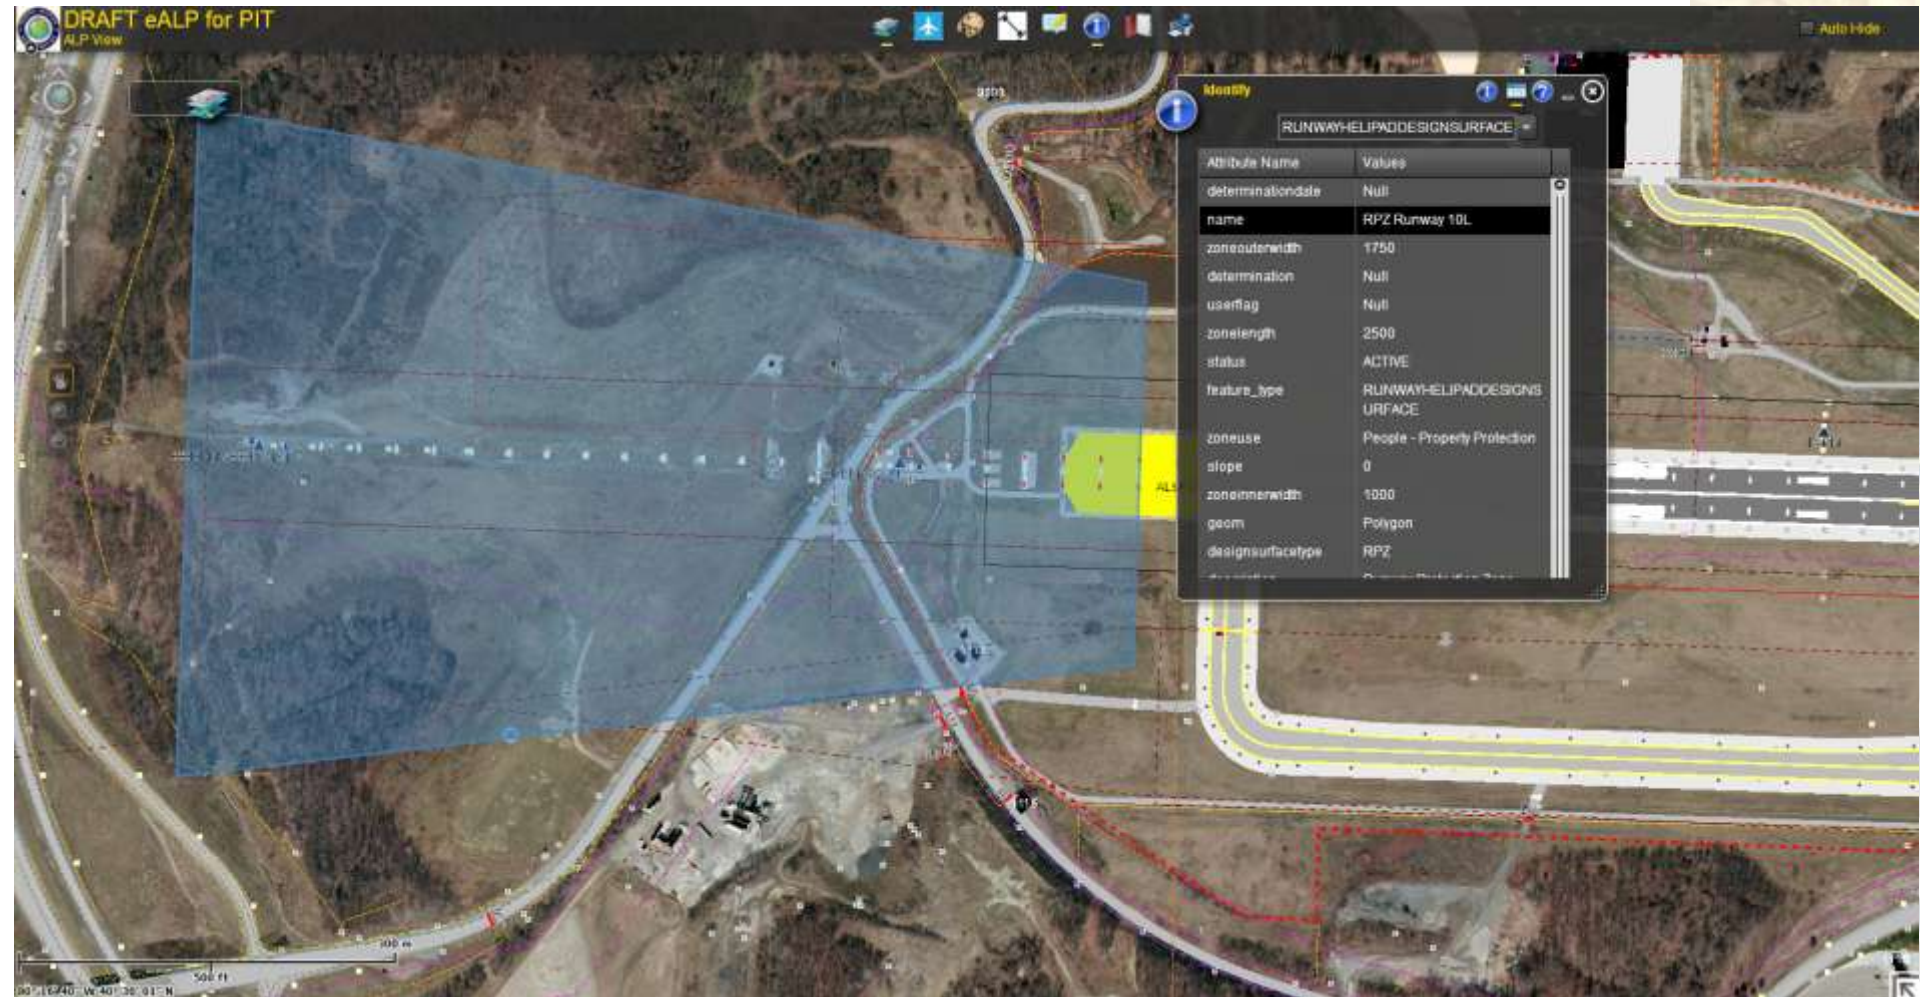 DRAFT eALP for PIT
ALP View
Auto Hide
Identify
RUNWAYHELIPADDESIGNSURFACE
Attribute Name Values
determinationdate Null
name RPZ Runway 10L
zoneouterwidth 1750
determination Null
userflag Null
zonelength 2500
status ACTIVE
feature_type RUNWAYHELIPADDESIGNS
URFACE
zoneuse People - Property Protection
slope 0
zoneinnerwidth 1000
geom Polygon
designsurfacetype RPZ
300 m
500 ft